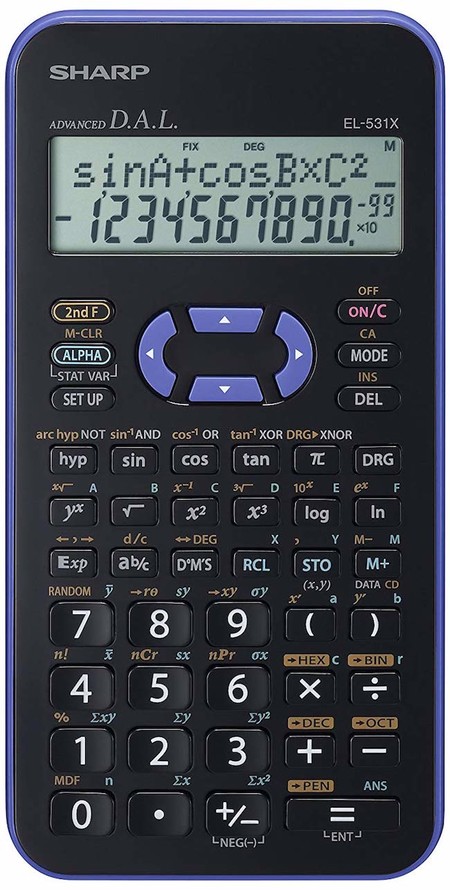 SHARP
ADVANCED D.A.L. EL-531X
FIX DEG M
sinA+cosB×C²_
-1234567890.×10-99
OFF
2nd F ON/C
M-CLR CA
ALPHA MODE
STAT VAR INS
SET UP DEL
arc hyp NOT sin⁻¹ AND cos⁻¹ OR tan⁻¹ XOR DRG▶XNOR
hyp sin cos tan π DRG
ˣ√‾ A B x⁻¹ C ³√‾ D 10ˣ E eˣ F
yˣ √‾ x² x³ log ln
←,→ d/c ↔DEG X , Y M− M
Exp ab/c D°M'S RCL STO M+
(x,y) DATA CD
RANDOM ȳ →rθ sy →xy σy x' a y' b
7 8 9 ( )
n! x̄ nCr sx nPr σx →HEX c →BIN r
4 5 6 × ÷
% Σxy Σy Σy² →DEC →OCT
1 2 3 + −
MDF n Σx Σx² →PEN ANS
0 • +/− =
NEG(−) ENT